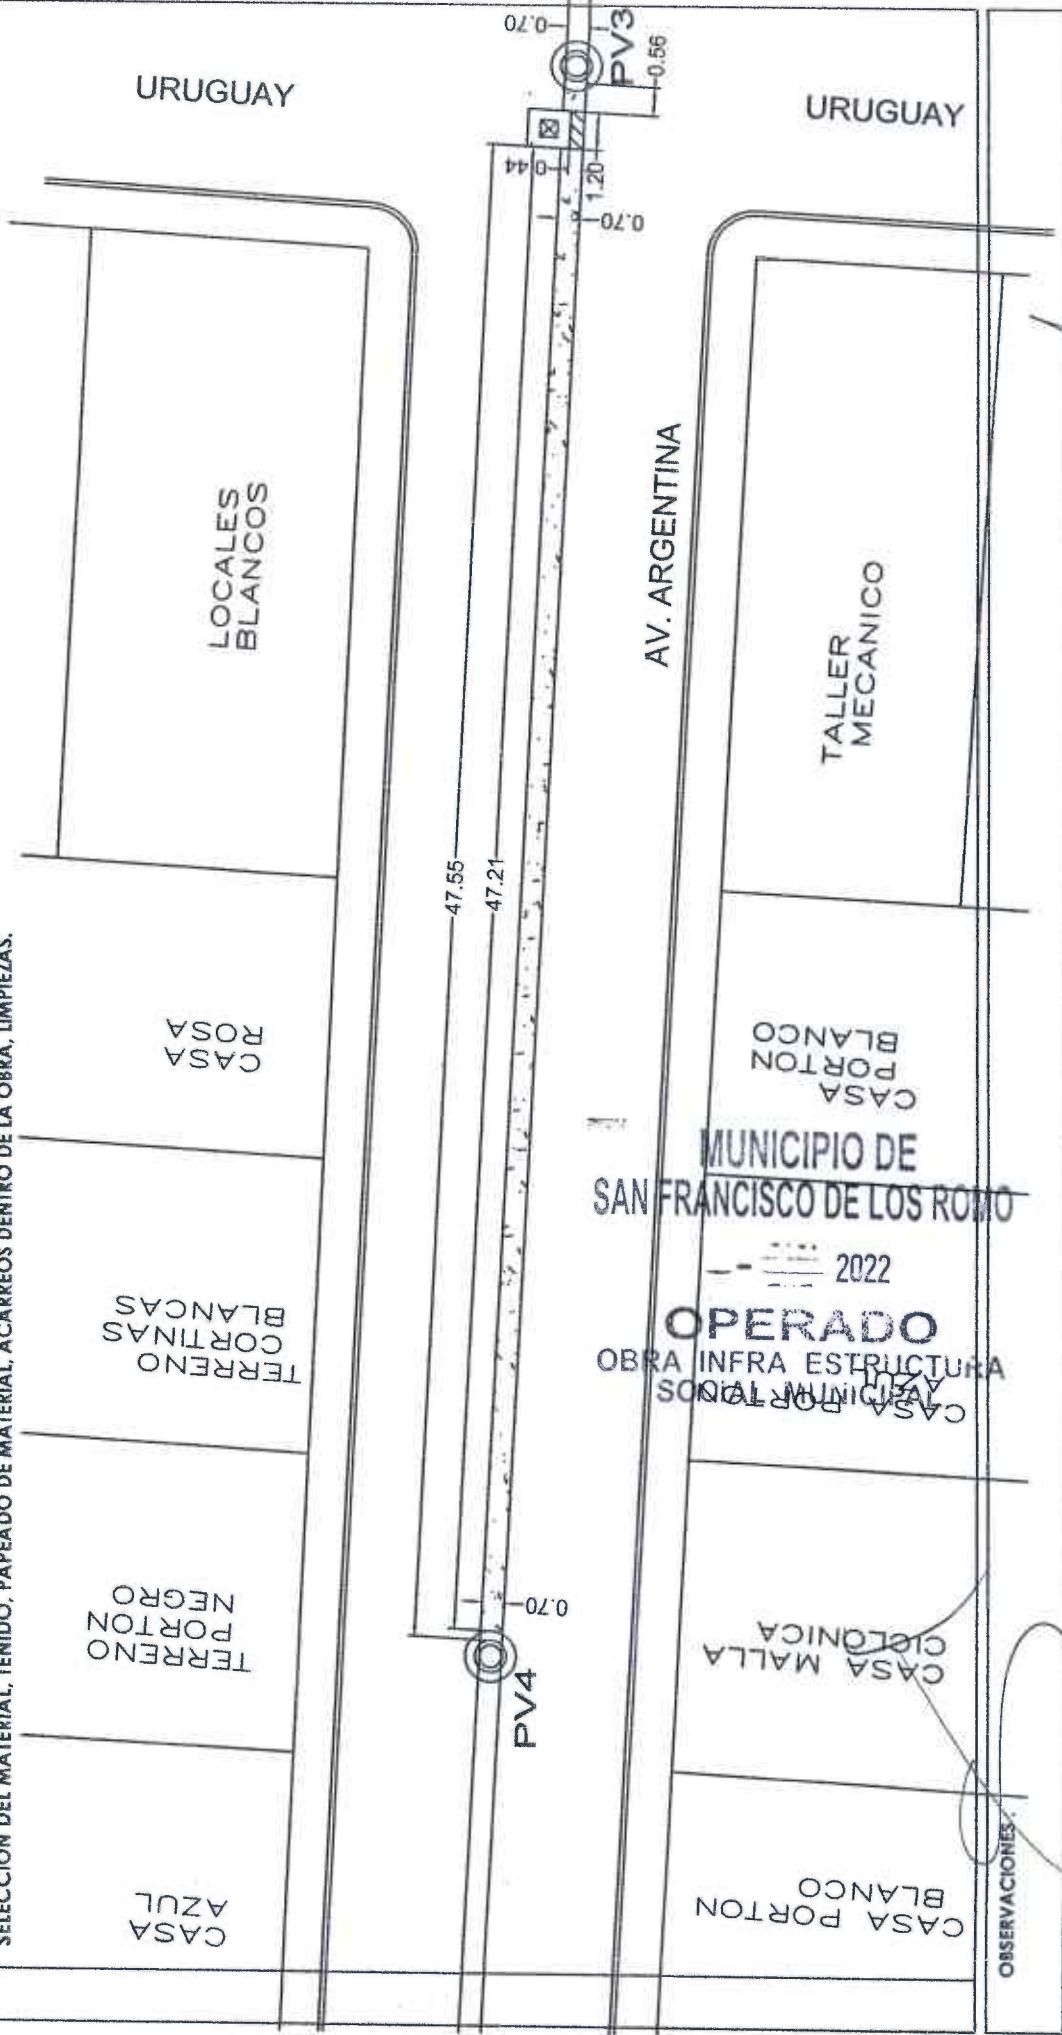 SELECCIÓN DEL MATERIAL, TENIDO, PAPEADO DE MATERIAL, ACARREOS DENTRO DE LA OBRA, LIMPIEZAS.
URUGUAY
URUGUAY
0.70
PV3
0.56
0.44
1.20
0.70
LOCALES
BLANCOS
AV. ARGENTINA
TALLER
MECANICO
47.55
47.21
CASA
ROSA
CASA
PORTON
BLANCO
MUNICIPIO DE
SAN FRANCISCO DE LOS ROMO
2022
OPERADO
OBRA INFRA ESTRUCTURA
SOCIAL MUNICIPAL
TERRENO
CORTINAS
BLANCAS
CASA PORTON
AZUL
TERRENO
PORTON
NEGRO
0.70
PV4
CASA MALLA
CICLONICA
CASA
AZUL
CASA PORTON
BLANCO
OBSERVACIONES: